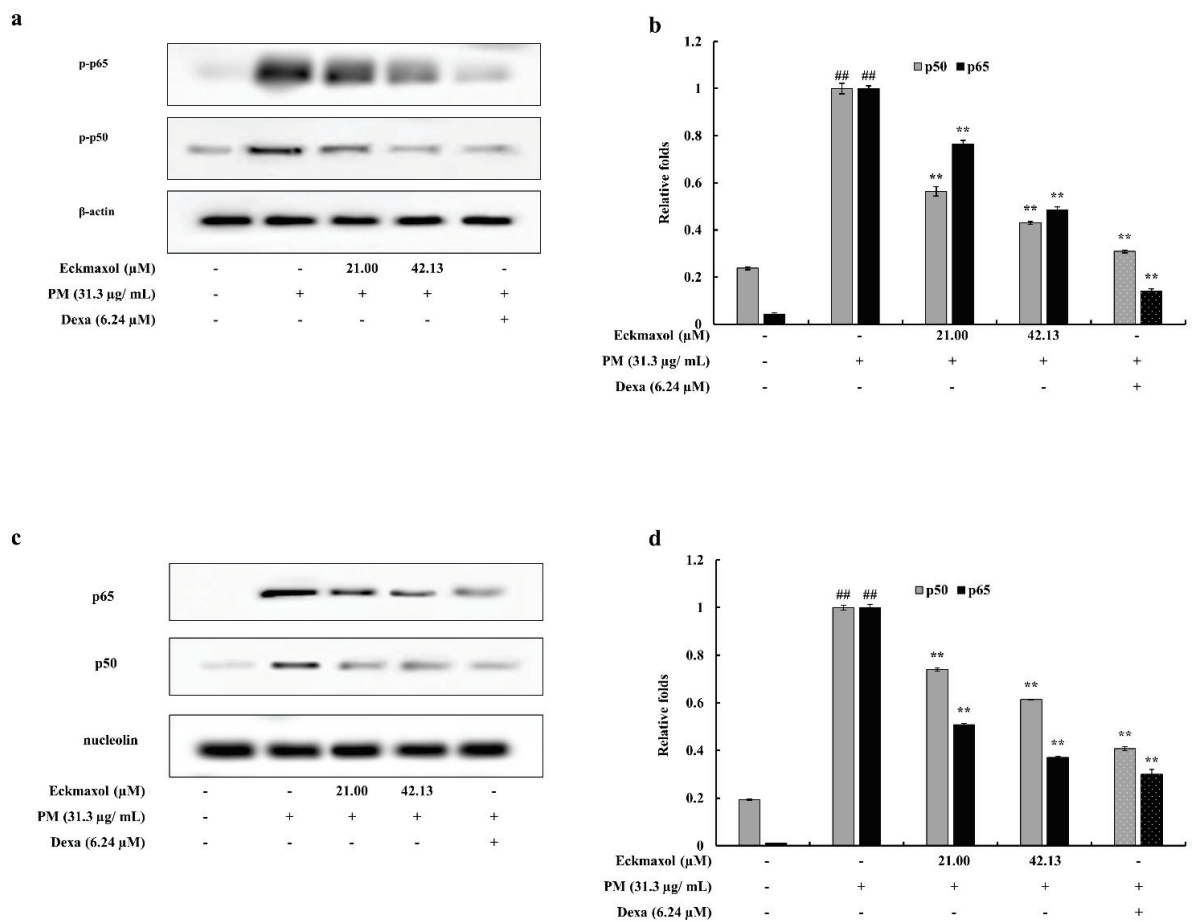 a
p-p65
p-p50
β-actin
Eckmaxol (µM) - - 21.00 42.13 -
PM (31.3 µg/ mL) - + + + +
Dexa (6.24 µM) - - - - +
b
1.2
1
0.8
0.6
0.4
0.2
0
Relative folds
p50 p65
## ##
** **
** **
** **
Eckmaxol (µM) - - 21.00 42.13 -
PM (31.3 µg/ mL) - + + + +
Dexa (6.24 µM) - - - - +
c
p65
p50
nucleolin
Eckmaxol (µM) - - 21.00 42.13 -
PM (31.3 µg/ mL) - + + + +
Dexa (6.24 µM) - - - - +
d
1.2
1
0.8
0.6
0.4
0.2
0
Relative folds
p50 p65
## ##
** **
** **
** **
Eckmaxol (µM) - - 21.00 42.13 -
PM (31.3 µg/ mL) - + + + +
Dexa (6.24 µM) - - - - +